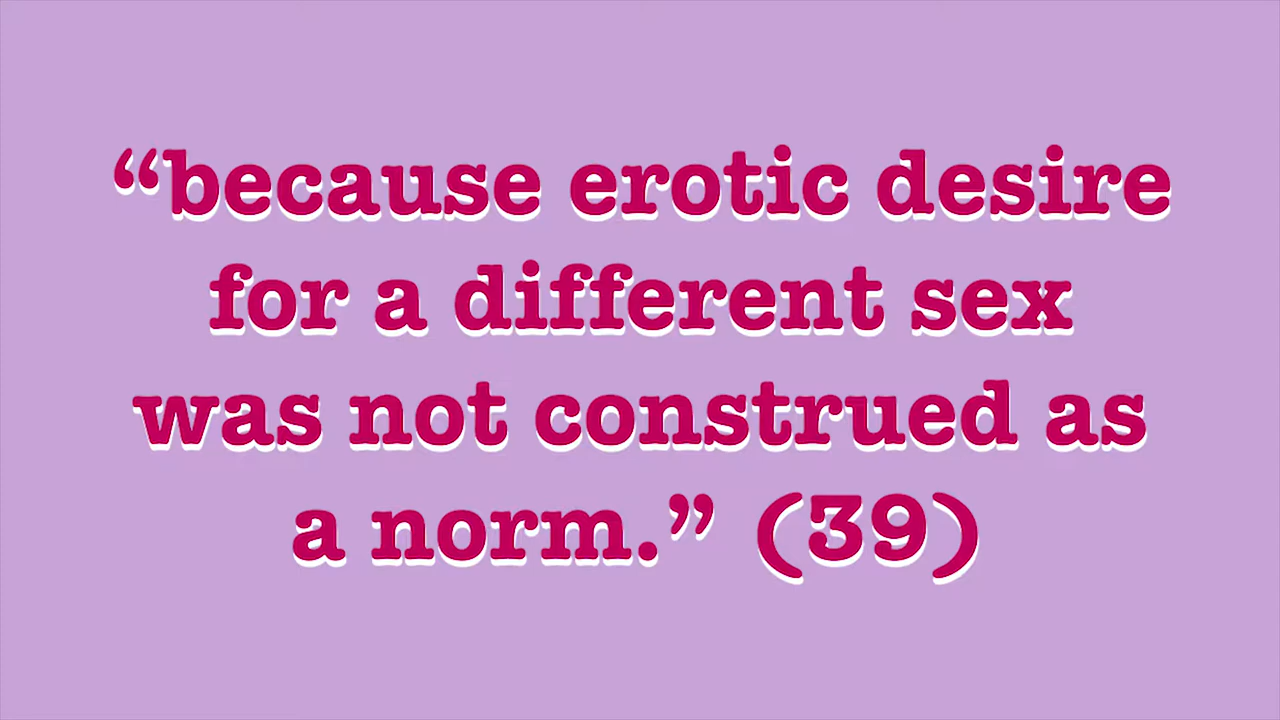 “because erotic desire
for a different sex
was not construed as
a norm.” (39)